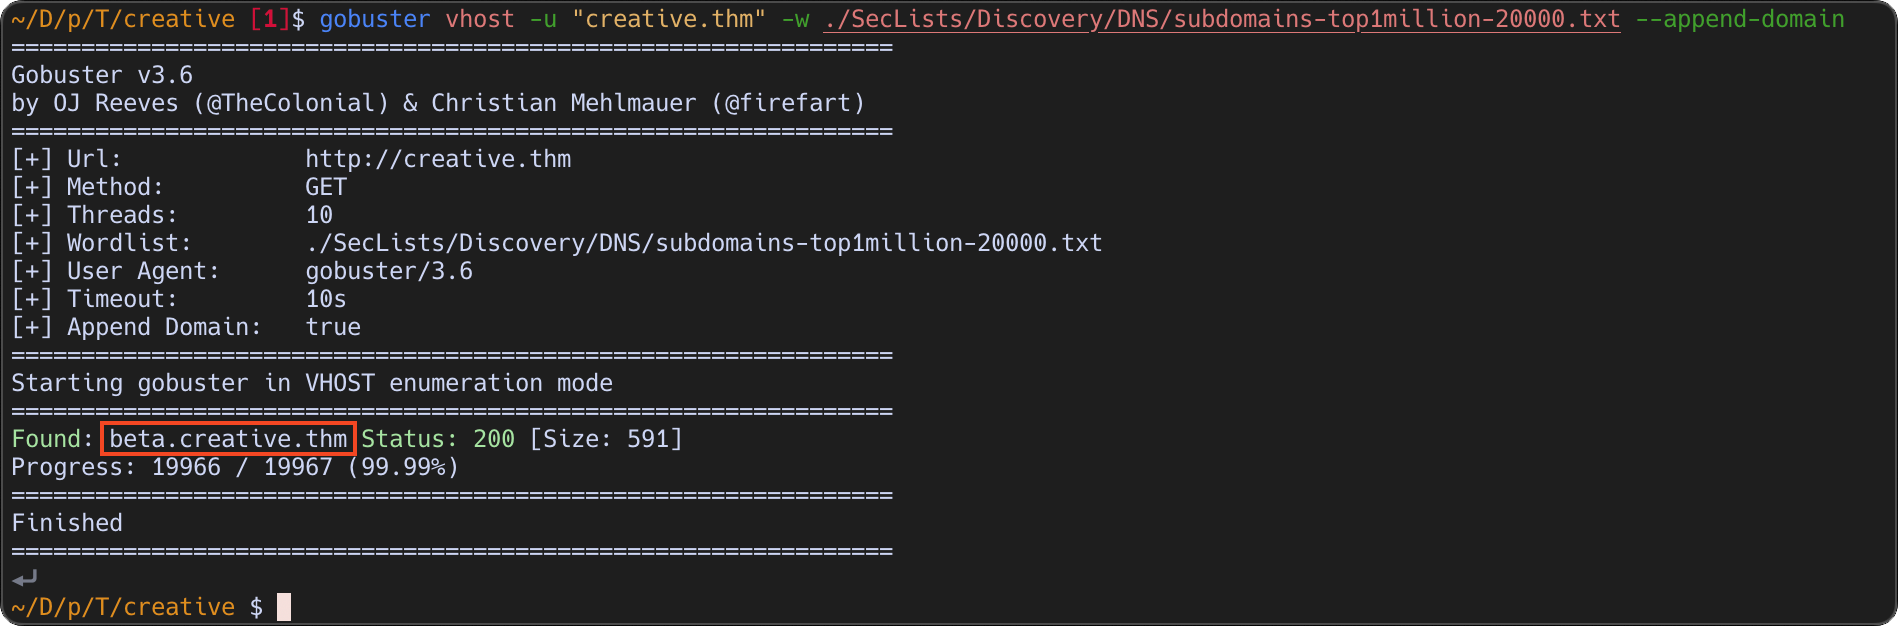 ~/D/p/T/creative [1]$ gobuster vhost -u "creative.thm" -w ./SecLists/Discovery/DNS/subdomains-top1million-20000.txt --append-domain
===============================================================
Gobuster v3.6
by OJ Reeves (@TheColonial) & Christian Mehlmauer (@firefart)
===============================================================
[+] Url:             http://creative.thm
[+] Method:          GET
[+] Threads:         10
[+] Wordlist:        ./SecLists/Discovery/DNS/subdomains-top1million-20000.txt
[+] User Agent:      gobuster/3.6
[+] Timeout:         10s
[+] Append Domain:   true
===============================================================
Starting gobuster in VHOST enumeration mode
===============================================================
Found: beta.creative.thm Status: 200 [Size: 591]
Progress: 19966 / 19967 (99.99%)
===============================================================
Finished
===============================================================
⏎
~/D/p/T/creative $